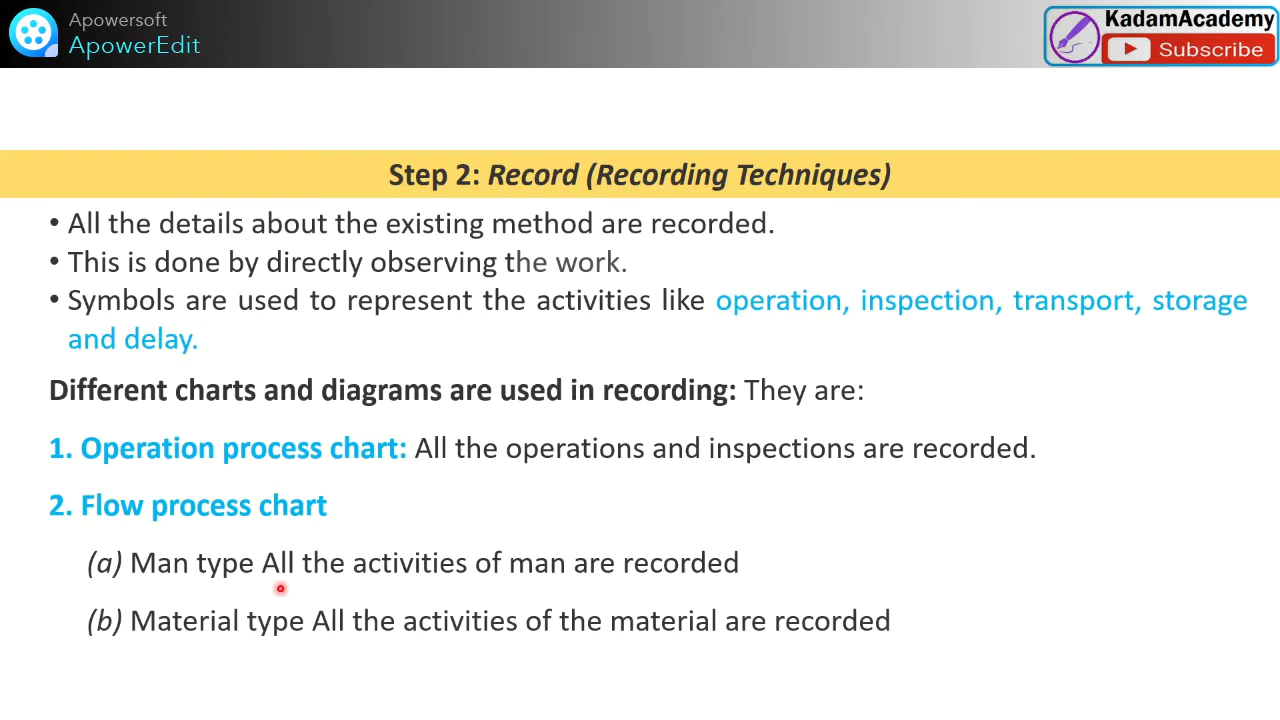 Apowersoft
ApowerEdit
KadamAcademy
Subscribe
Step 2: Record (Recording Techniques)
• All the details about the existing method are recorded.
• This is done by directly observing the work.
• Symbols are used to represent the activities like operation, inspection, transport, storage
and delay.
Different charts and diagrams are used in recording: They are:
1. Operation process chart: All the operations and inspections are recorded.
2. Flow process chart
(a) Man type All the activities of man are recorded
(b) Material type All the activities of the material are recorded